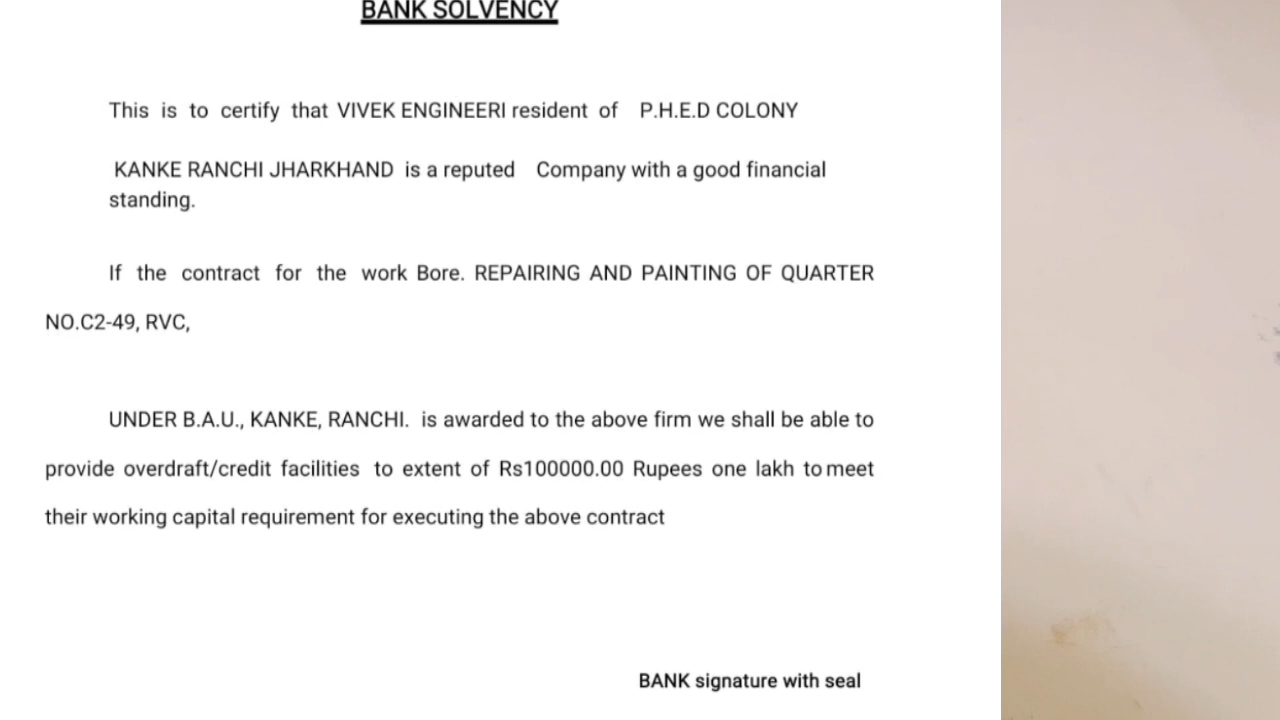 BANK SOLVENCY
This is to certify that VIVEK ENGINEERI resident of P.H.E.D COLONY
KANKE RANCHI JHARKHAND is a reputed Company with a good financial
standing.
If the contract for the work Bore. REPAIRING AND PAINTING OF QUARTER
NO.C2-49, RVC,
UNDER B.A.U., KANKE, RANCHI. is awarded to the above firm we shall be able to
provide overdraft/credit facilities to extent of Rs100000.00 Rupees one lakh to meet
their working capital requirement for executing the above contract
BANK signature with seal